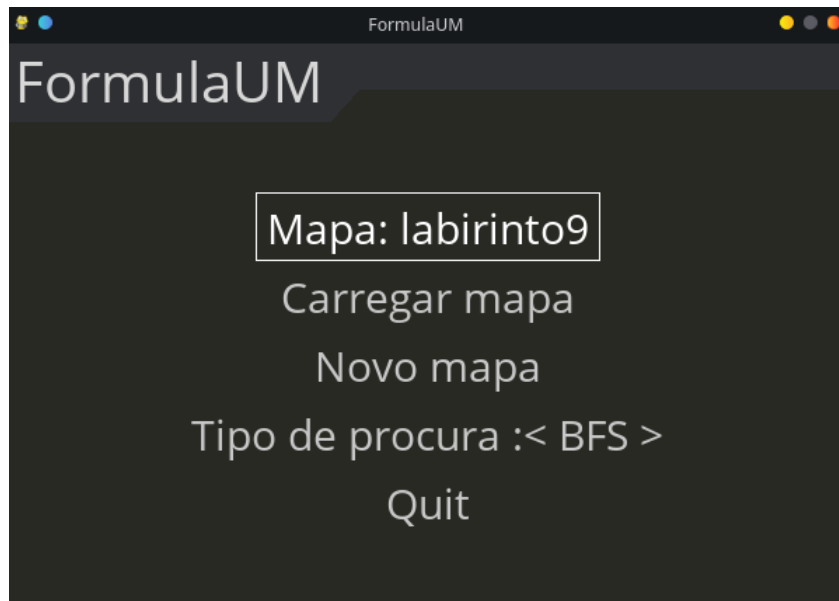 FormulaUM
FormulaUM
Mapa: labirinto9
Carregar mapa
Novo mapa
Tipo de procura :< BFS >
Quit